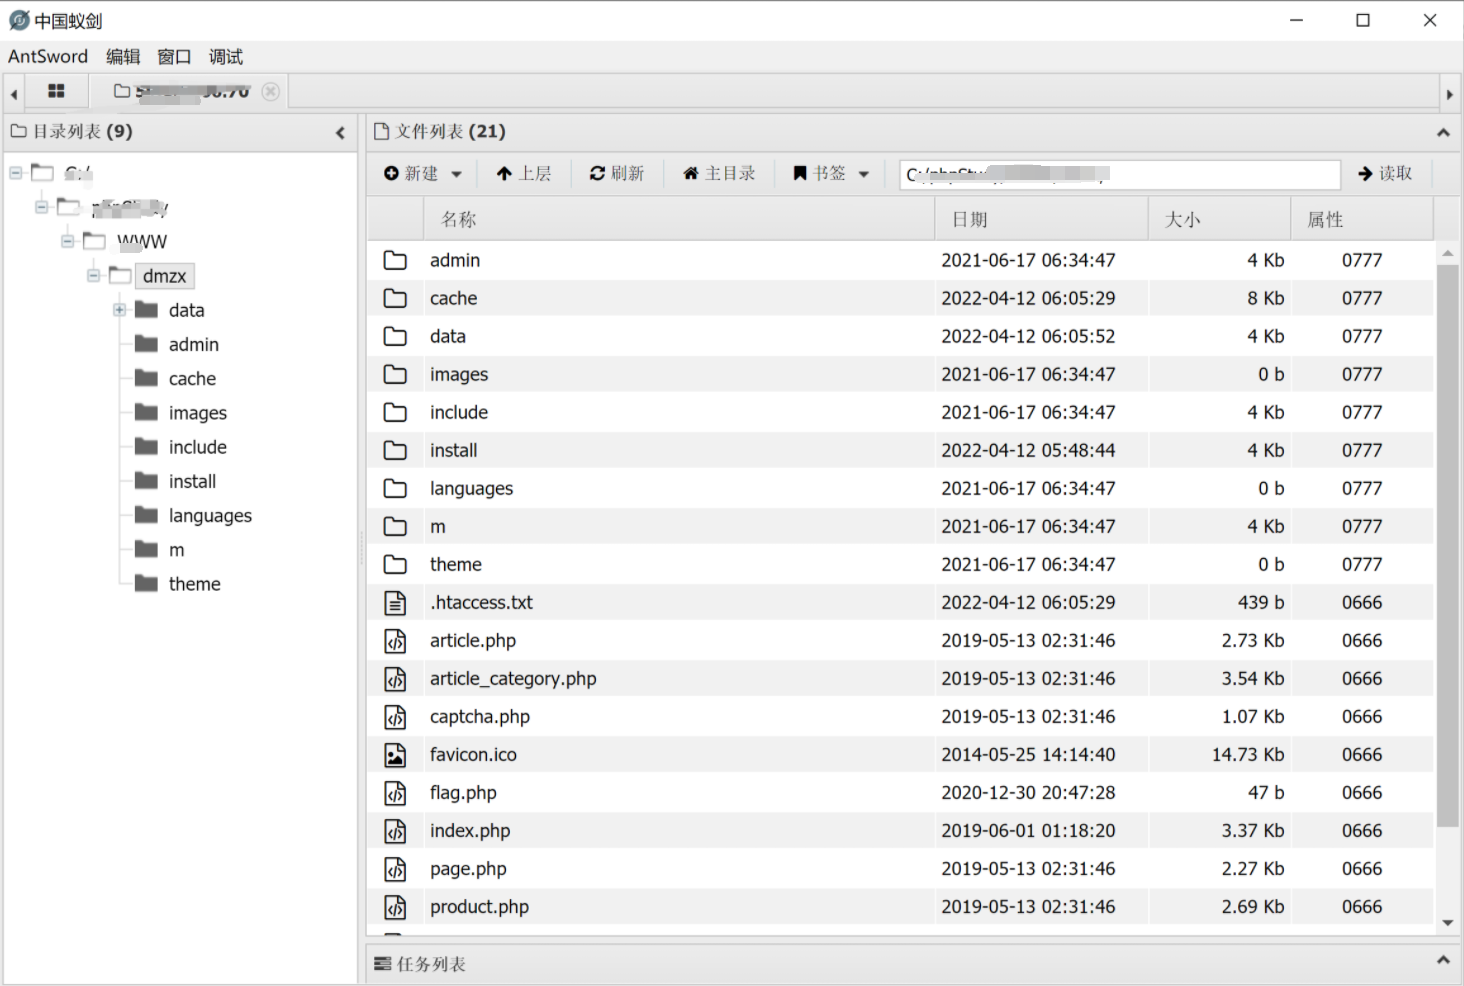 中国蚁剑
AntSword 编辑 窗口 调试
目录列表 (9)
WWW
dmzx
data
admin
cache
images
include
install
languages
m
theme
文件列表 (21)
新建 上层 刷新 主目录 书签 读取
名称 日期 大小 属性
admin 2021-06-17 06:34:47 4 Kb 0777
cache 2022-04-12 06:05:29 8 Kb 0777
data 2022-04-12 06:05:52 4 Kb 0777
images 2021-06-17 06:34:47 0 b 0777
include 2021-06-17 06:34:47 4 Kb 0777
install 2022-04-12 05:48:44 4 Kb 0777
languages 2021-06-17 06:34:47 0 b 0777
m 2021-06-17 06:34:47 4 Kb 0777
theme 2021-06-17 06:34:47 0 b 0777
.htaccess.txt 2022-04-12 06:05:29 439 b 0666
article.php 2019-05-13 02:31:46 2.73 Kb 0666
article_category.php 2019-05-13 02:31:46 3.54 Kb 0666
captcha.php 2019-05-13 02:31:46 1.07 Kb 0666
favicon.ico 2014-05-25 14:14:40 14.73 Kb 0666
flag.php 2020-12-30 20:47:28 47 b 0666
index.php 2019-06-01 01:18:20 3.37 Kb 0666
page.php 2019-05-13 02:31:46 2.27 Kb 0666
product.php 2019-05-13 02:31:46 2.69 Kb 0666
任务列表